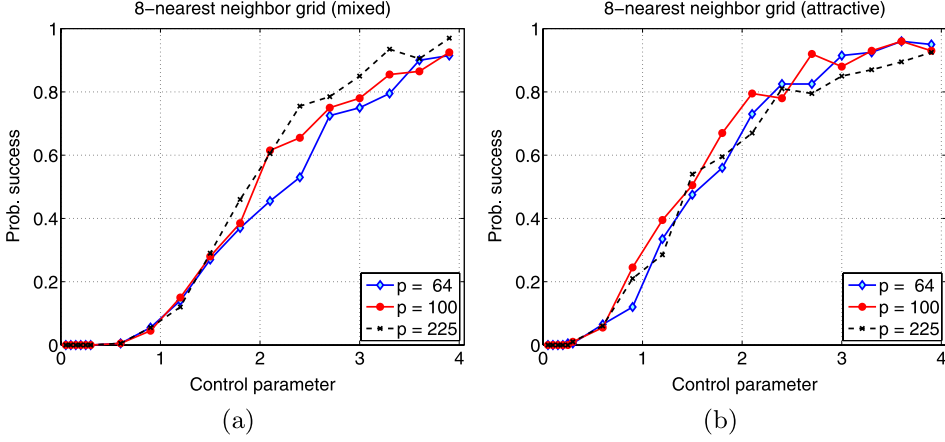 8−nearest neighbor grid (mixed)
1
0.8
0.6
0.4
0.2
0
Prob. success
0 1 2 3 4
Control parameter
p = 64
p = 100
p = 225
(a)
8−nearest neighbor grid (attractive)
1
0.8
0.6
0.4
0.2
0
Prob. success
0 1 2 3 4
Control parameter
p = 64
p = 100
p = 225
(b)